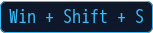 Win + Shift + S